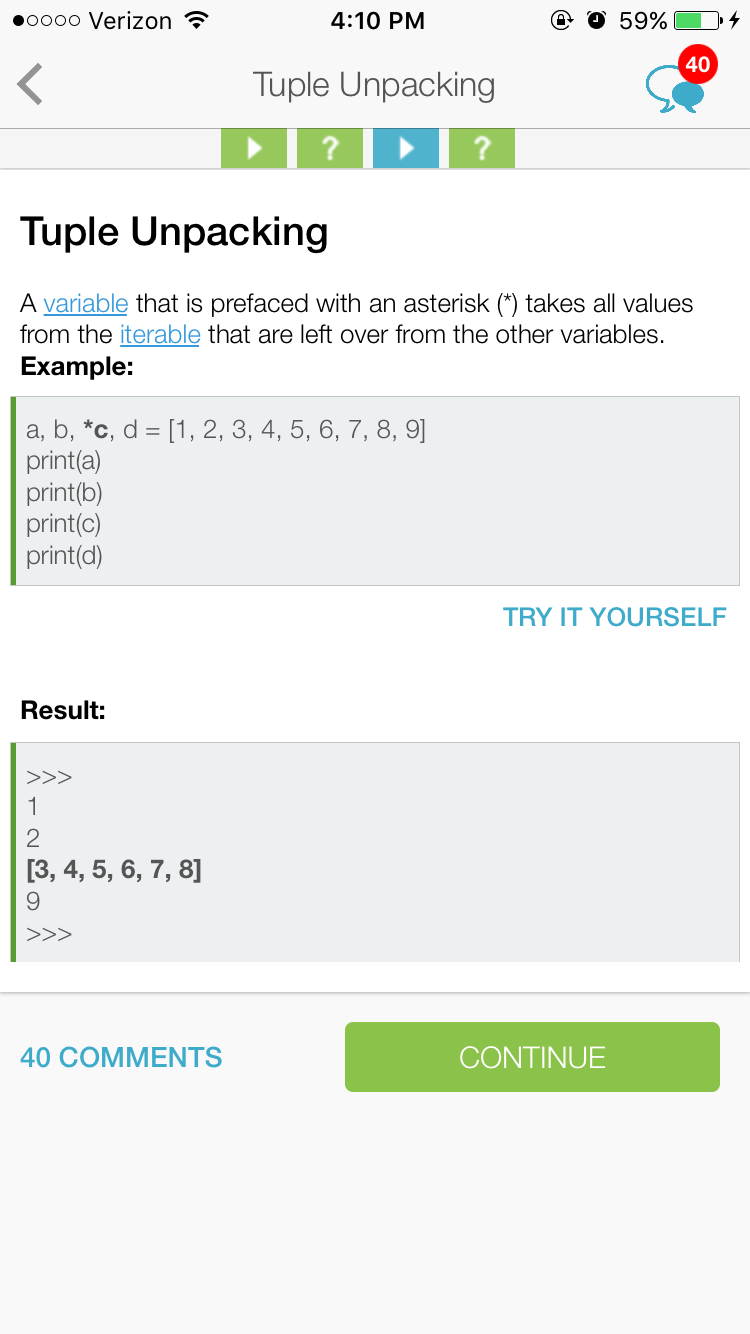 Verizon 4:10 PM 59%
Tuple Unpacking 40
? ?
Tuple Unpacking
A variable that is prefaced with an asterisk (*) takes all values
from the iterable that are left over from the other variables.
Example:
a, b, *c, d = [1, 2, 3, 4, 5, 6, 7, 8, 9]
print(a)
print(b)
print(c)
print(d)
TRY IT YOURSELF
Result:
>>>
1
2
[3, 4, 5, 6, 7, 8]
9
>>>
40 COMMENTS CONTINUE